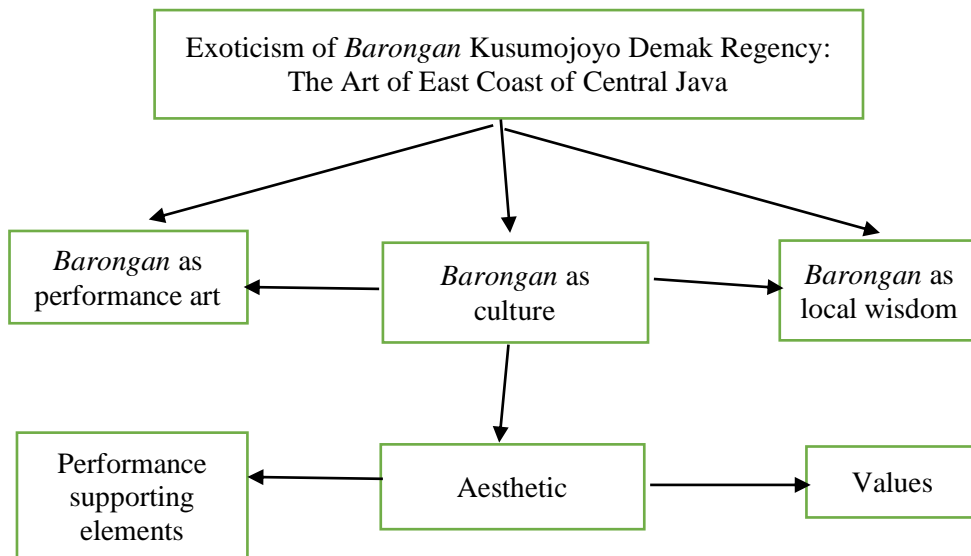 Exoticism of Barongan Kusumojoyo Demak Regency:
The Art of East Coast of Central Java
Barongan as
performance art
Barongan as
culture
Barongan as
local wisdom
Performance
supporting
elements
Aesthetic
Values